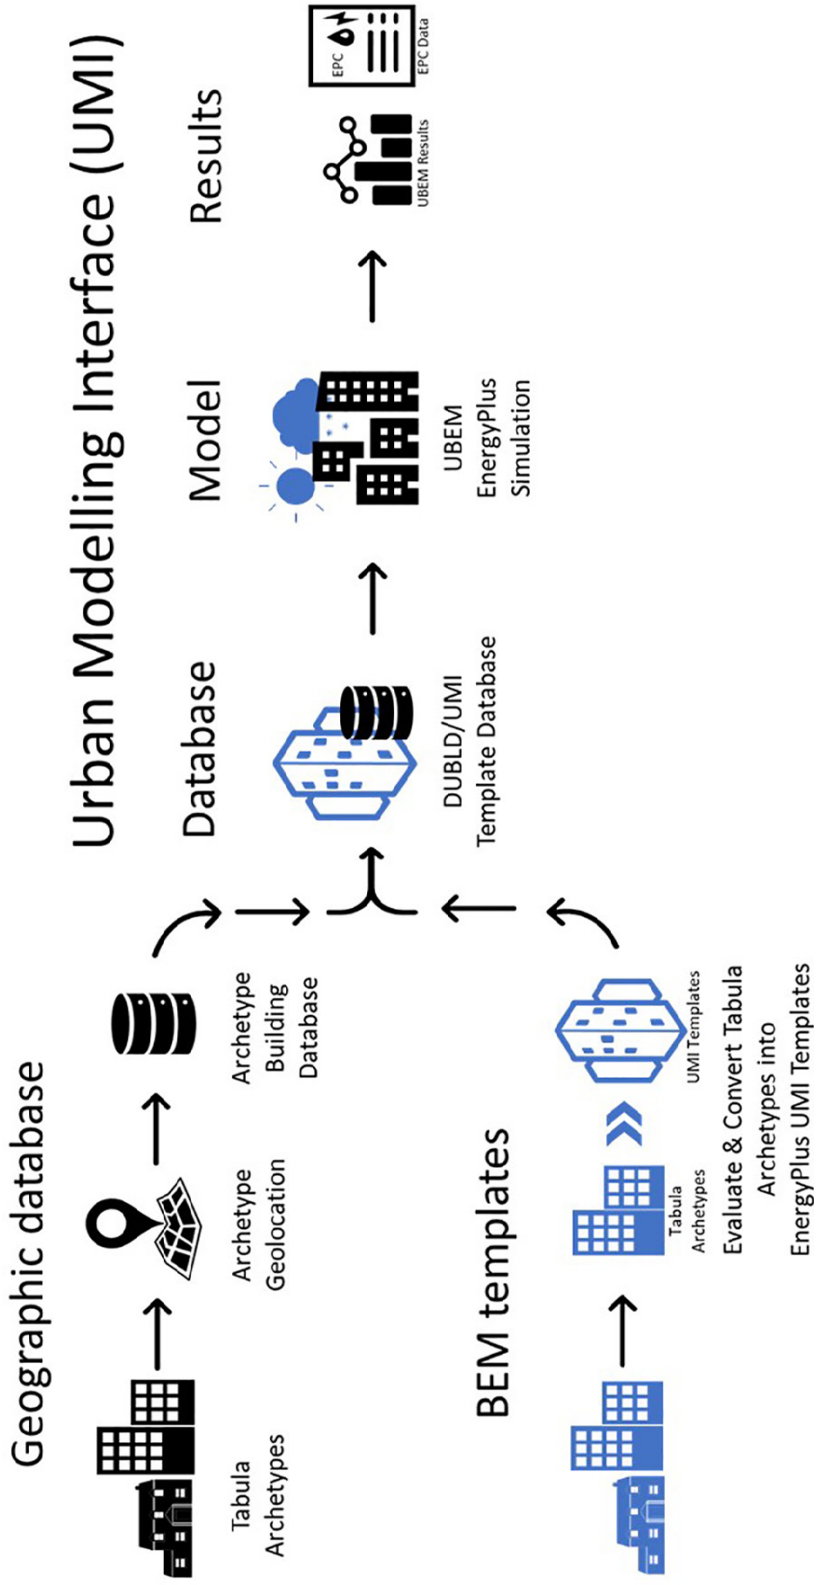 Geographic database
Tabula
Archetypes
Archetype
Geolocation
Archetype
Building
Database
BEM templates
Tabula
Archetypes
UMI Templates
Evaluate & Convert Tabula
Archetypes into
EnergyPlus UMI Templates
Urban Modelling Interface (UMI)
Database
DUBLD/UMI
Template Database
Model
UBEM
EnergyPlus
Simulation
Results
UBEM Results
EPC
EPC Data